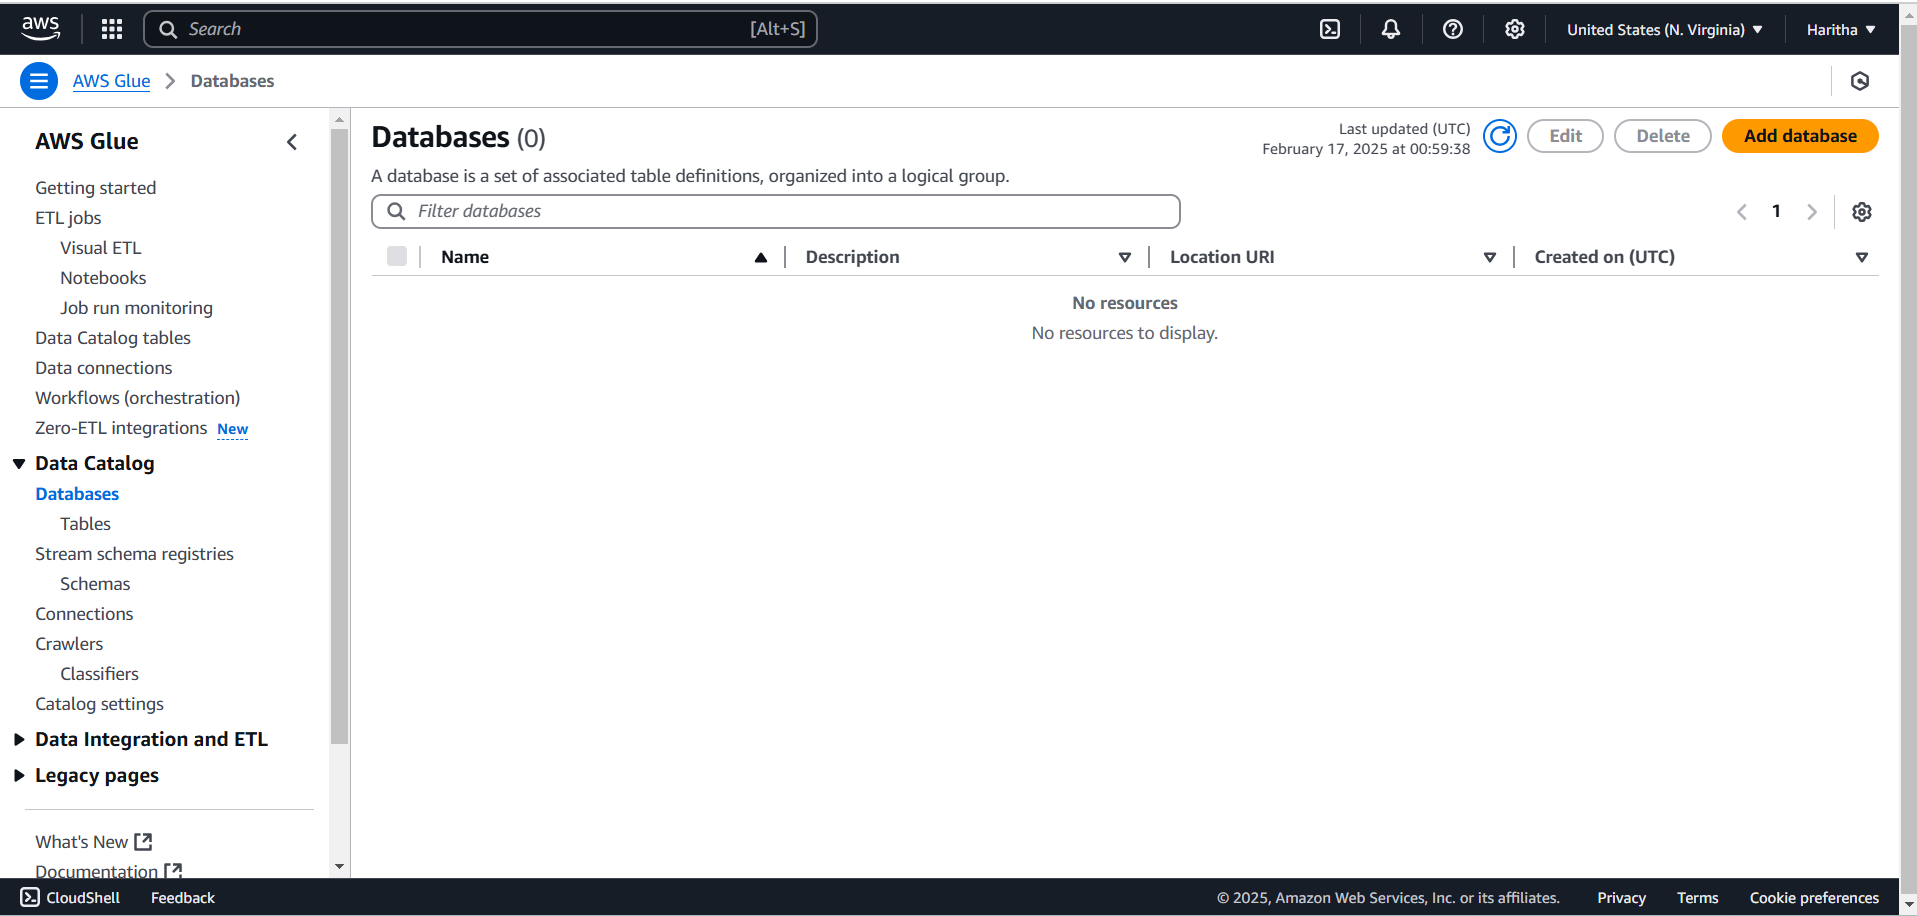 aws
Search [Alt+S]
United States (N. Virginia)
Haritha
AWS Glue
Databases
AWS Glue
Getting started
ETL jobs
Visual ETL
Notebooks
Job run monitoring
Data Catalog tables
Data connections
Workflows (orchestration)
Zero-ETL integrations New
Data Catalog
Databases
Tables
Stream schema registries
Schemas
Connections
Crawlers
Classifiers
Catalog settings
Data Integration and ETL
Legacy pages
What's New
Documentation
Databases (0)
Last updated (UTC)
February 17, 2025 at 00:59:38
Edit
Delete
Add database
A database is a set of associated table definitions, organized into a logical group.
Filter databases
1
Name Description Location URI Created on (UTC)
No resources
No resources to display.
CloudShell Feedback © 2025, Amazon Web Services, Inc. or its affiliates. Privacy Terms Cookie preferences